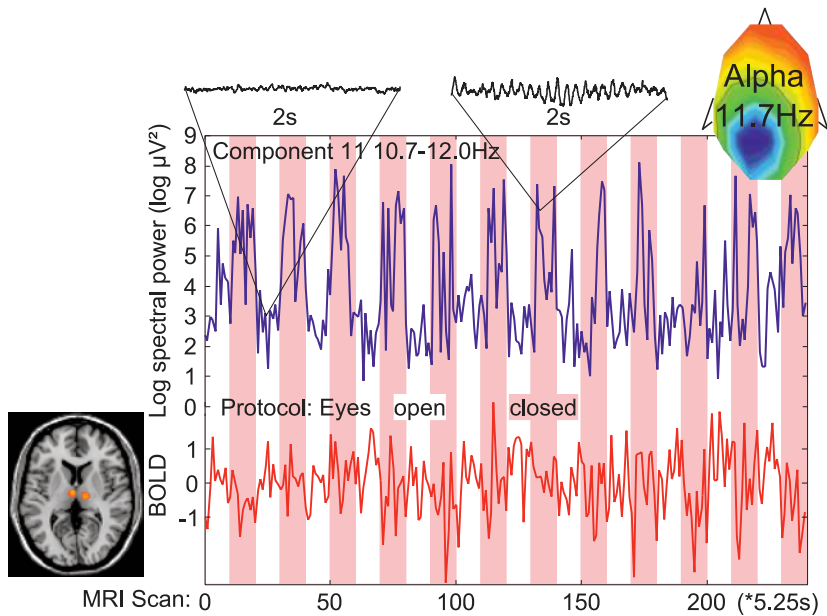 2s
2s
Alpha
11.7Hz
Component 11 10.7-12.0Hz
Log spectral power (log µV²)
9
8
7
6
5
4
3
2
1
0
Protocol: Eyes open closed
BOLD
1
0
-1
MRI Scan: 0 50 100 150 200 (*5.25s)